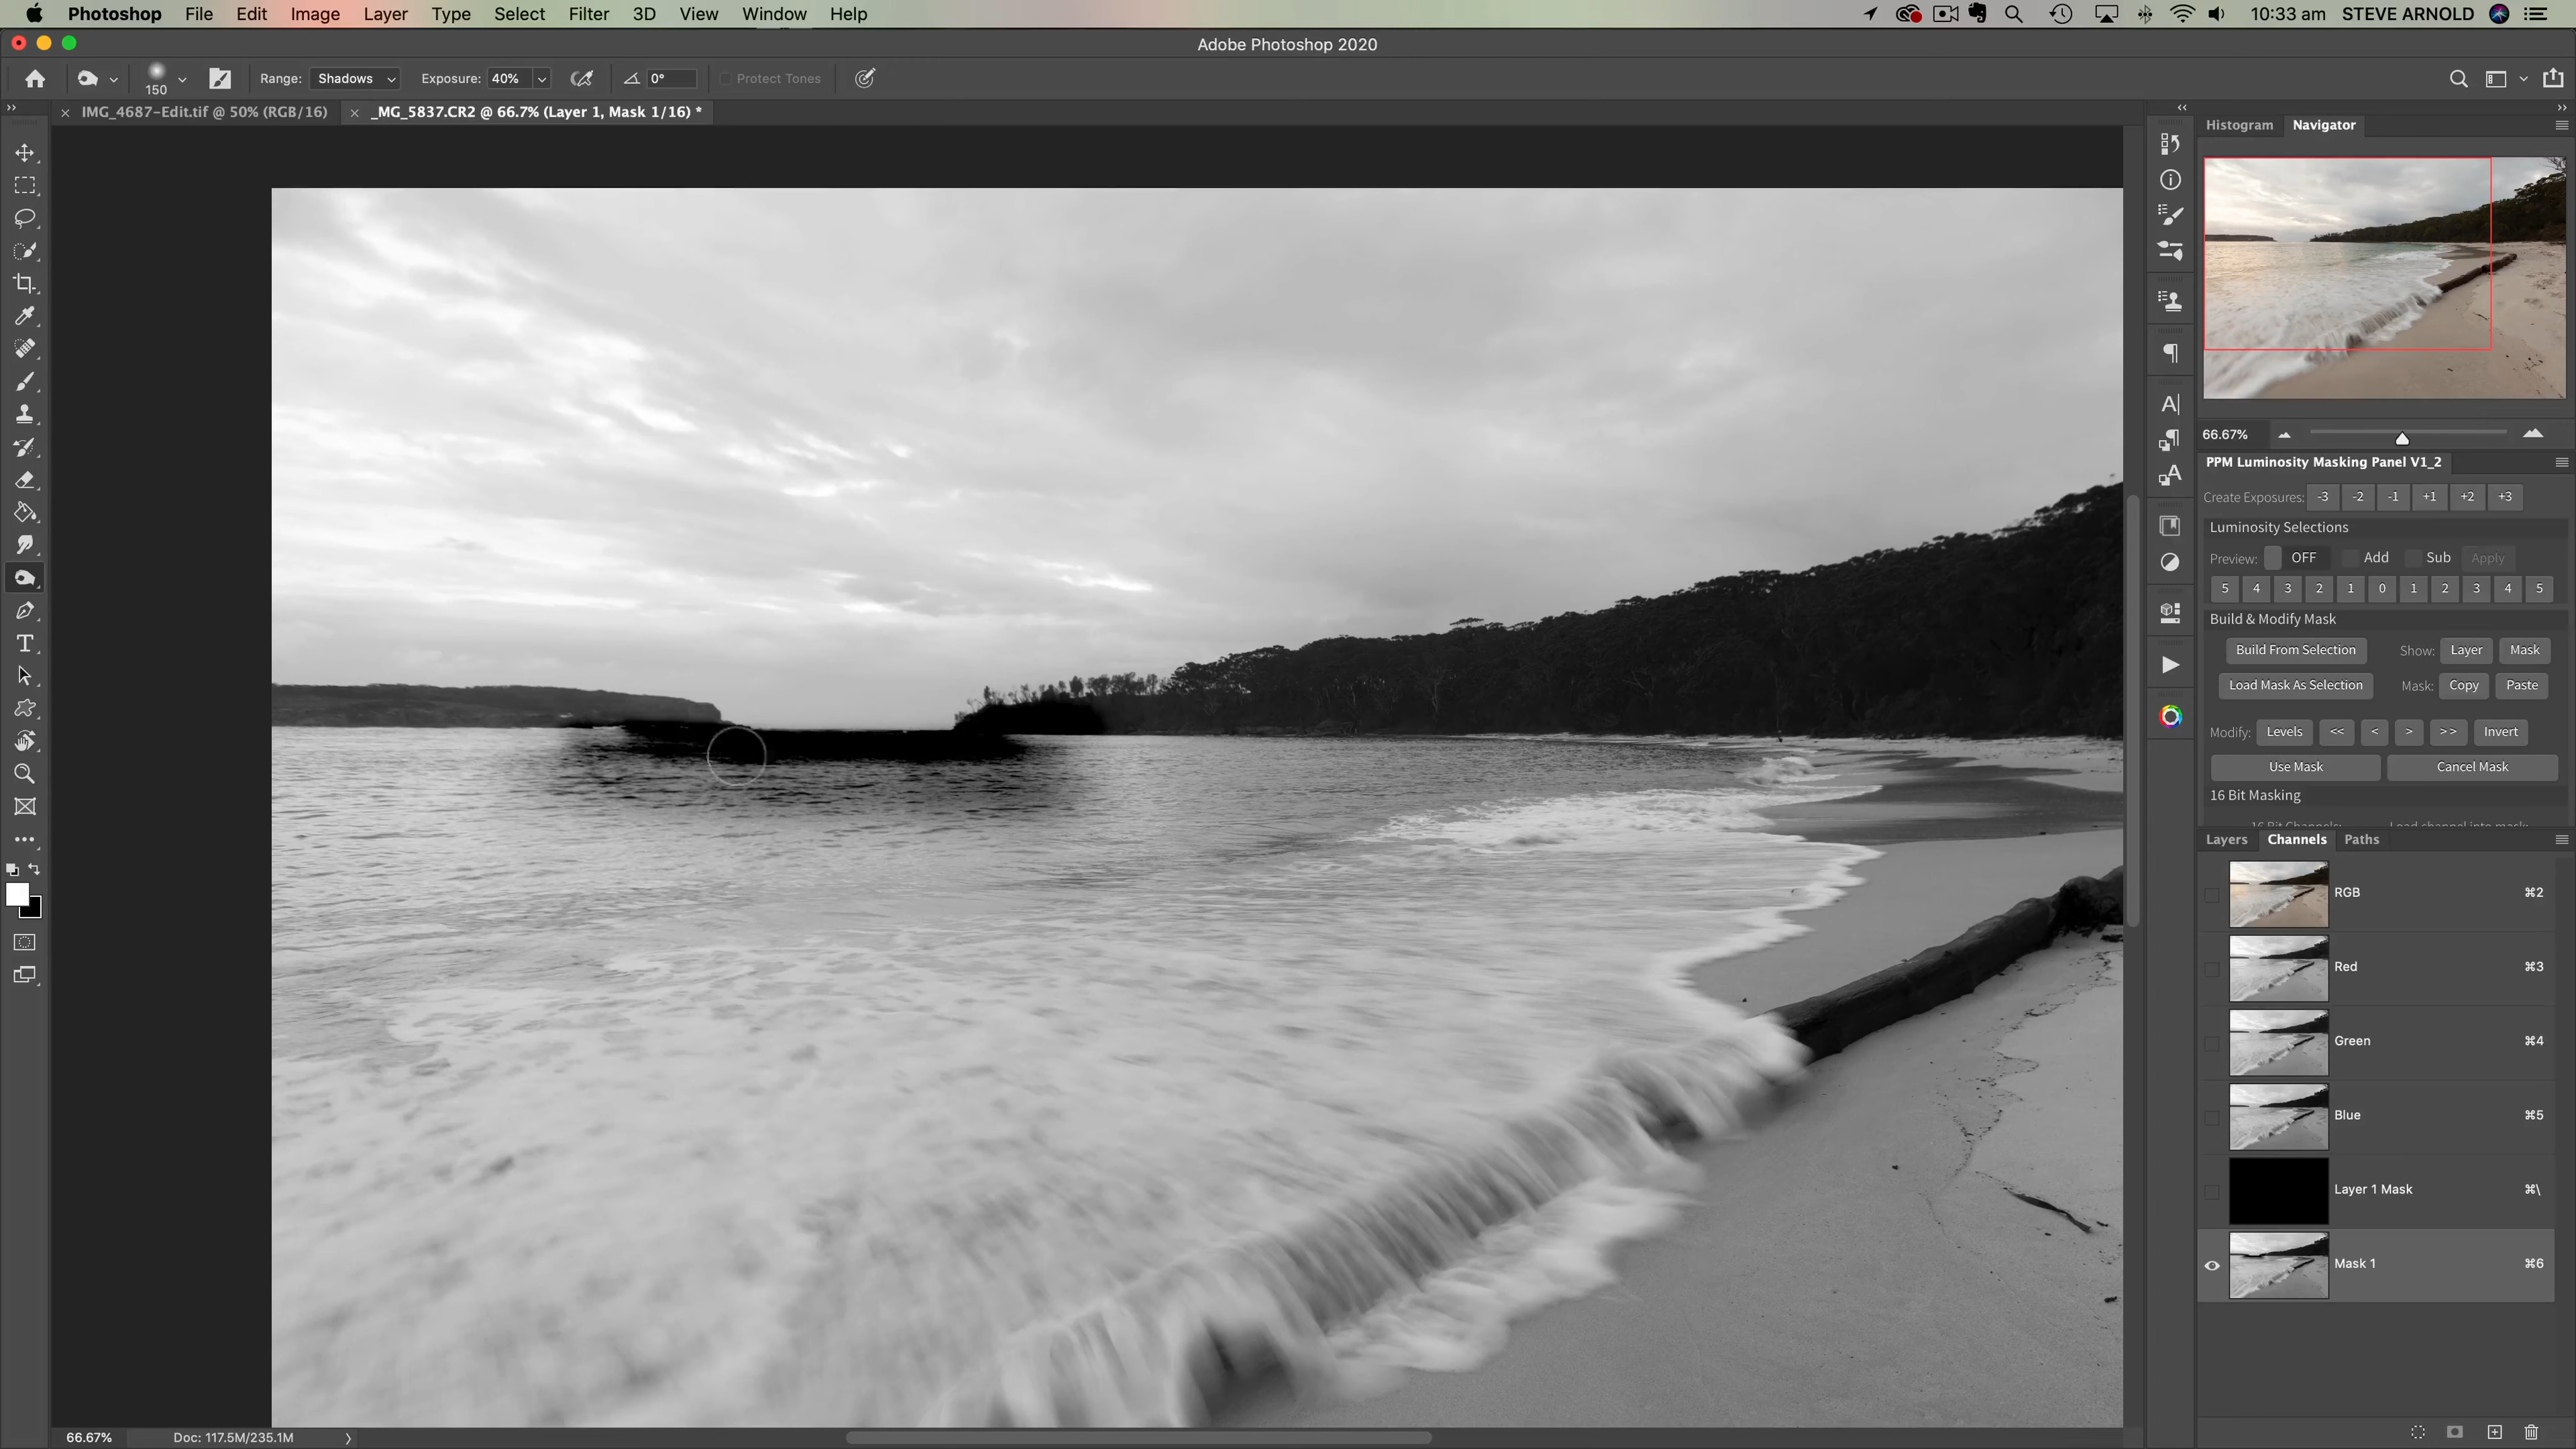 Photoshop File Edit Image Layer Type Select Filter 3D View Window Help 10:33 am STEVE ARNOLD
Adobe Photoshop 2020
150 Range: Shadows Exposure: 40% 0° Protect Tones
IMG_4687-Edit.tif @ 50% (RGB/16) _MG_5837.CR2 @ 66.7% (Layer 1, Mask 1/16) *
Histogram Navigator
66.67%
PPM Luminosity Masking Panel V1_2
Create Exposures: -3 -2 -1 +1 +2 +3
Luminosity Selections
Preview: OFF Add Sub Apply
5 4 3 2 1 0 1 2 3 4 5
Build & Modify Mask
Build From Selection Show: Layer Mask
Load Mask As Selection Mask: Copy Paste
Modify: Levels << < > >> Invert
Use Mask Cancel Mask
16 Bit Masking
Layers Channels Paths
RGB ⌘2
Red ⌘3
Green ⌘4
Blue ⌘5
Layer 1 Mask ⌘\
Mask 1 ⌘6
66.67% Doc: 117.5M/235.1M